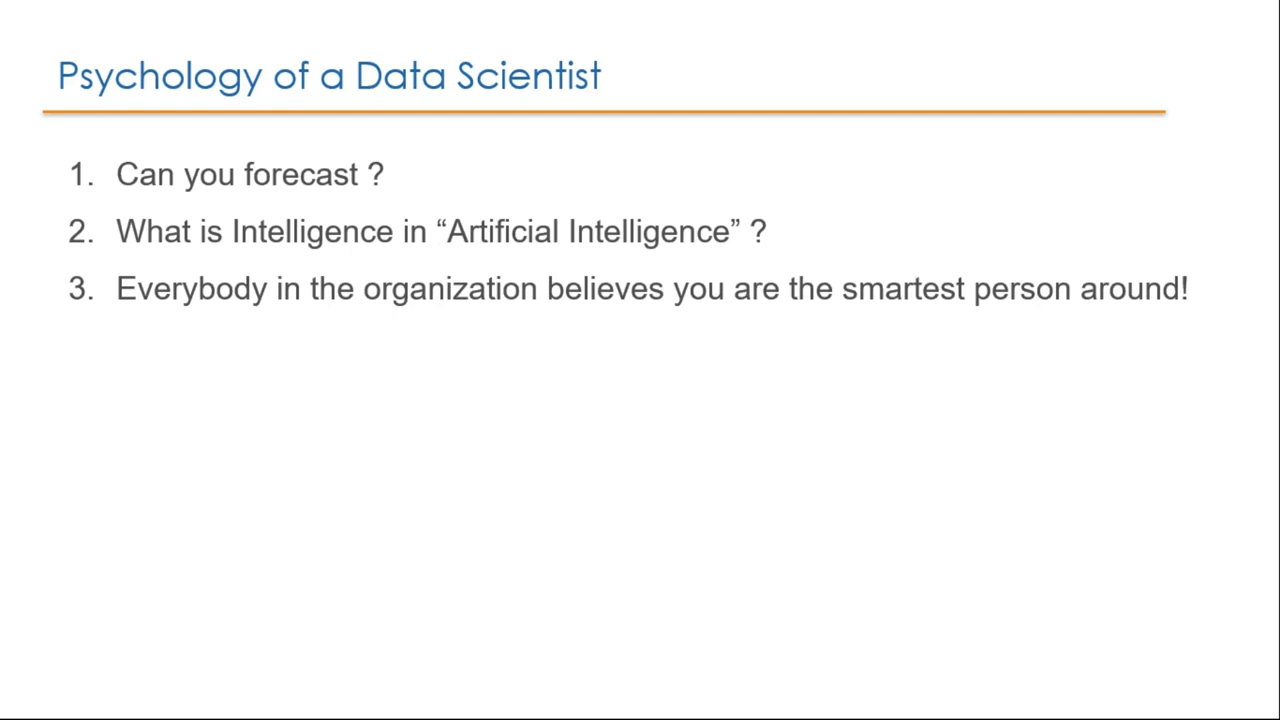 Psychology of a Data Scientist
1. Can you forecast ?
2. What is Intelligence in “Artificial Intelligence” ?
3. Everybody in the organization believes you are the smartest person around!